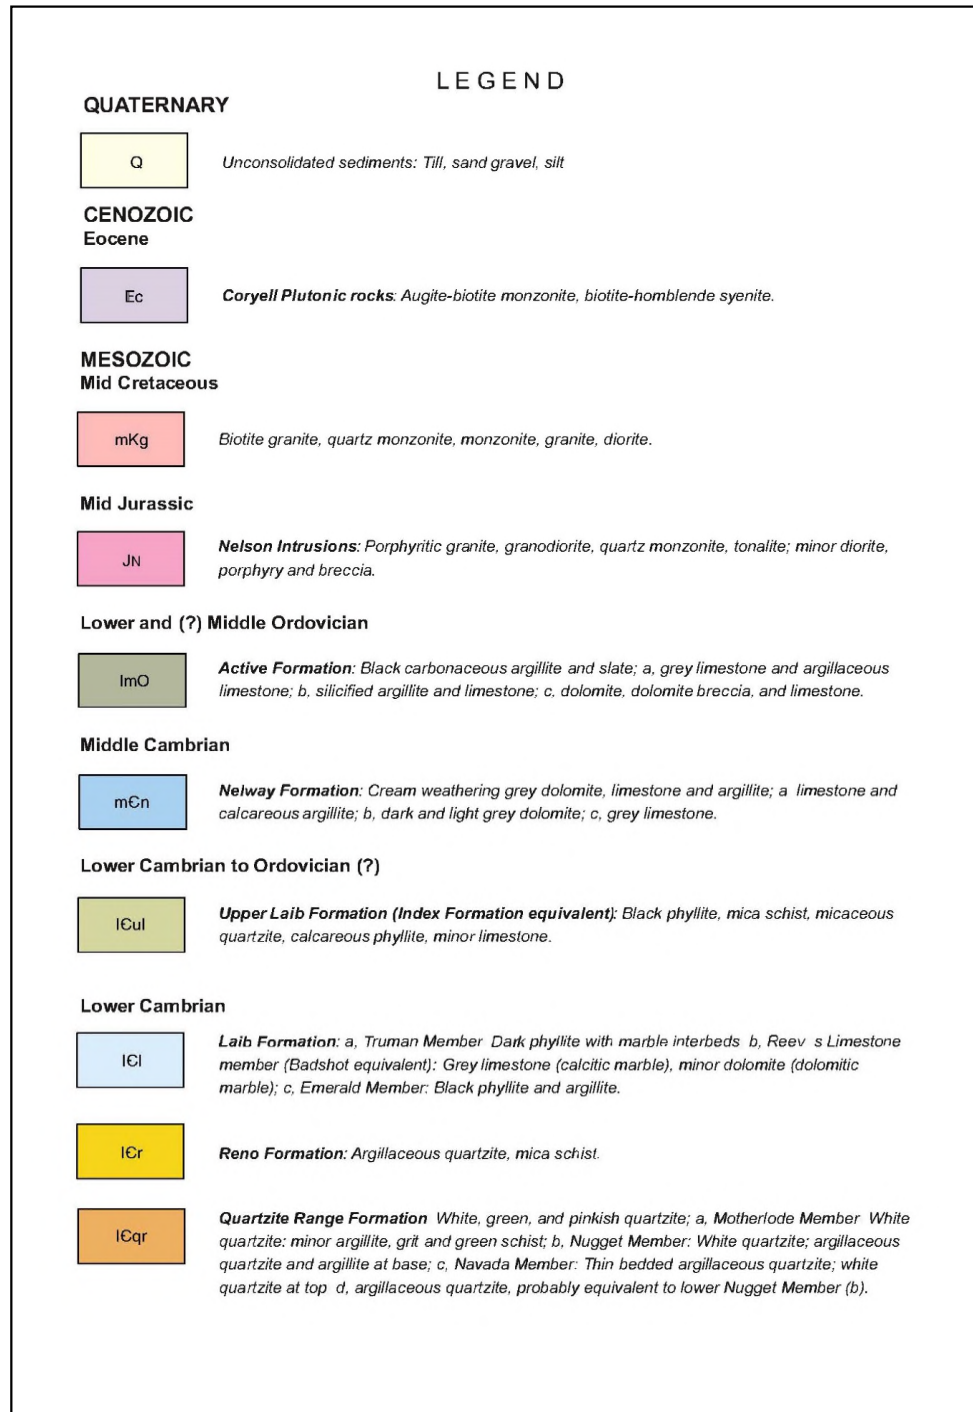 LEGEND
QUATERNARY
Q
Unconsolidated sediments: Till, sand gravel, silt
CENOZOIC
Eocene
Ec
Coryell Plutonic rocks: Augite-biotite monzonite, biotite-homblende syenite.
MESOZOIC
Mid Cretaceous
mKg
Biotite granite, quartz monzonite, monzonite, granite, diorite.
Mid Jurassic
JN
Nelson Intrusions: Porphyritic granite, granodiorite, quartz monzonite, tonalite; minor diorite,
porphyry and breccia.
Lower and (?) Middle Ordovician
lmO
Active Formation: Black carbonaceous argillite and slate; a, grey limestone and argillaceous
limestone; b, silicified argillite and limestone; c, dolomite, dolomite breccia, and limestone.
Middle Cambrian
mЄn
Nelway Formation: Cream weathering grey dolomite, limestone and argillite; a limestone and
calcareous argillite; b, dark and light grey dolomite; c, grey limestone.
Lower Cambrian to Ordovician (?)
lЄul
Upper Laib Formation (Index Formation equivalent): Black phyllite, mica schist, micaceous
quartzite, calcareous phyllite, minor limestone.
Lower Cambrian
lЄl
Laib Formation: a, Truman Member Dark phyllite with marble interbeds b, Reev s Limestone
member (Badshot equivalent): Grey limestone (calcitic marble), minor dolomite (dolomitic
marble); c, Emerald Member: Black phyllite and argillite.
lЄr
Reno Formation: Argillaceous quartzite, mica schist.
lЄqr
Quartzite Range Formation White, green, and pinkish quartzite; a, Motherlode Member White
quartzite: minor argillite, grit and green schist; b, Nugget Member: White quartzite; argillaceous
quartzite and argillite at base; c, Navada Member: Thin bedded argillaceous quartzite; white
quartzite at top d, argillaceous quartzite, probably equivalent to lower Nugget Member (b).